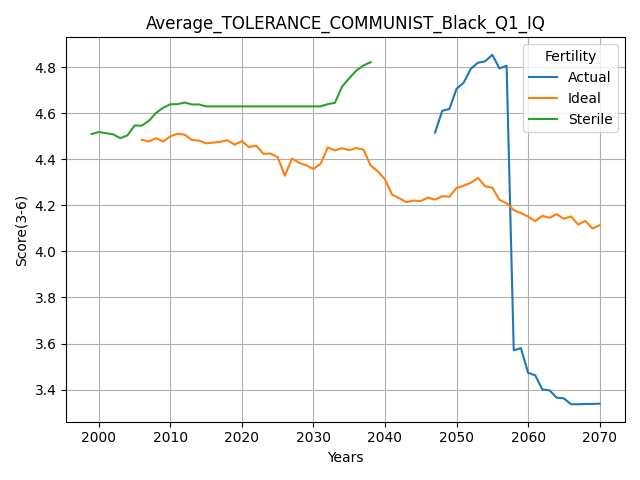 Average_TOLERANCE_COMMUNIST_Black_Q1_IQ
Fertility
Actual
Ideal
Sterile
Score(3-6)
4.8
4.6
4.4
4.2
4.0
3.8
3.6
3.4
2000 2010 2020 2030 2040 2050 2060 2070
Years